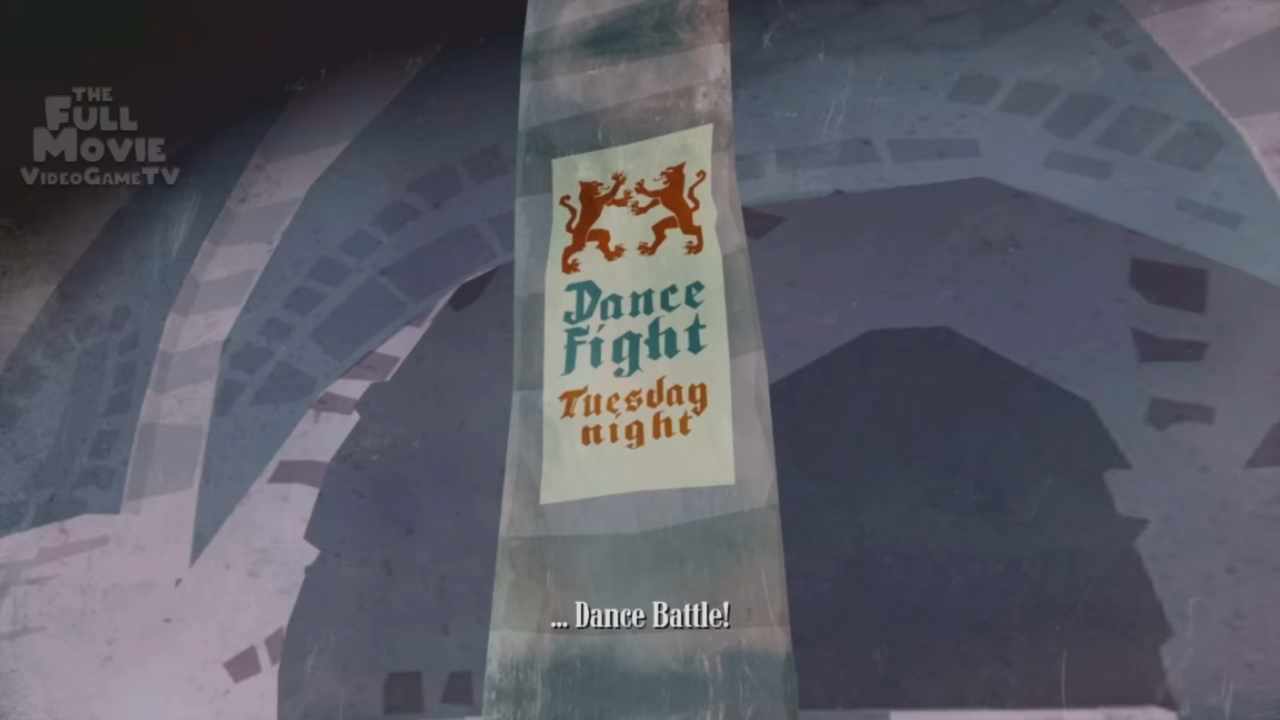 THE
FULL
MOVIE
VIDEOGAMETV
Dance
Fight
Tuesday
night
... Dance Battle!